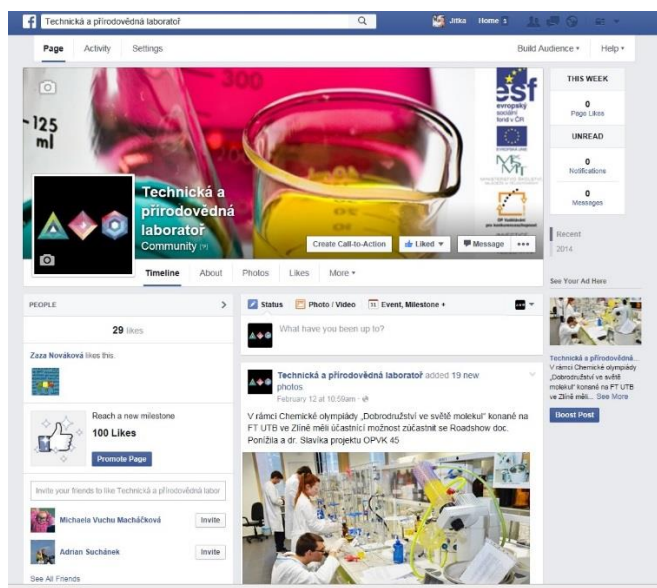 Technická a přírodovědná laboratoř
Jitka Home 5
Page Activity Settings Build Audience Help
300
125
ml
esf
evropský
sociální
fond v ČR
Technická a
přírodovědná
laboratoř
Community
Create Call-to-Action Liked Message
Timeline About Photos Likes More
THIS WEEK
0
Page Likes
UNREAD
0
Notifications
0
Messages
Recent
2014
See Your Ad Here
Technická a přírodovědná...
V rámci Chemické olympiády
„Dobrodružství ve světě
molekul“ konané na FT UTB
ve Zlíně měli... See More
Boost Post
PEOPLE
29 likes
Zaza Nováková likes this.
Reach a new milestone
100 Likes
Promote Page
Invite your friends to like Technická a přírodovědná labor
Michaela Vuchu Macháčková Invite
Adrian Suchánek Invite
See All Friends
Status Photo / Video Event, Milestone +
What have you been up to?
Technická a přírodovědná laboratoř added 19 new
photos
February 12 at 10:59am
V rámci Chemické olympiády „Dobrodružství ve světě molekul“ konané na
FT UTB ve Zlíně měli účastníci možnost zúčastnit se Roadshow doc.
Ponížila a dr. Slavíka projektu OPVK 45